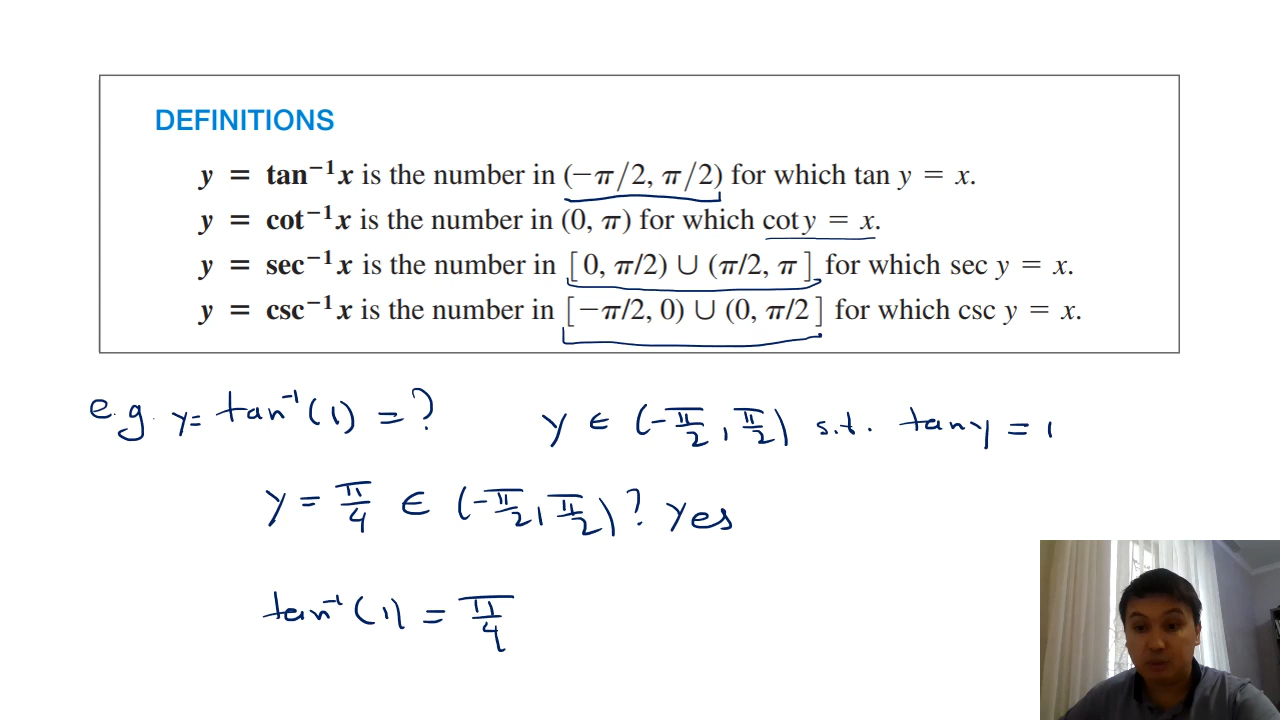 DEFINITIONS
y = tan⁻¹x is the number in (−π/2, π/2) for which tan y = x.
y = cot⁻¹x is the number in (0, π) for which cot y = x.
y = sec⁻¹x is the number in [0, π/2) ∪ (π/2, π] for which sec y = x.
y = csc⁻¹x is the number in [−π/2, 0) ∪ (0, π/2] for which csc y = x.
e.g. y = tan⁻¹(1) = ? y ∈ (−π/2, π/2) s.t. tan y = 1
y = π/4 ∈ (−π/2, π/2)? Yes
tan⁻¹(1) = π/4